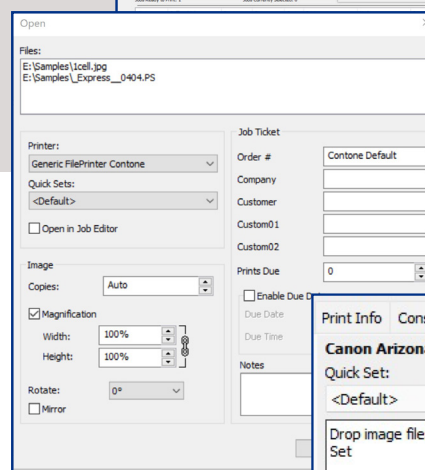 Open
Files:
E:\Samples\1cell.jpg
E:\Samples\_Express__0404.PS
Printer:
Generic FilePrinter Contone
Quick Sets:
<Default>
Open in Job Editor
Image
Copies: Auto
Magnification
Width: 100%
Height: 100%
Rotate: 0°
Mirror
Job Ticket
Order # Contone Default
Company
Customer
Custom01
Custom02
Prints Due 0
Enable Due D
Due Date
Due Time
Notes
Print Info Cons
Canon Arizona
Quick Set:
<Default>
Drop image file
Set